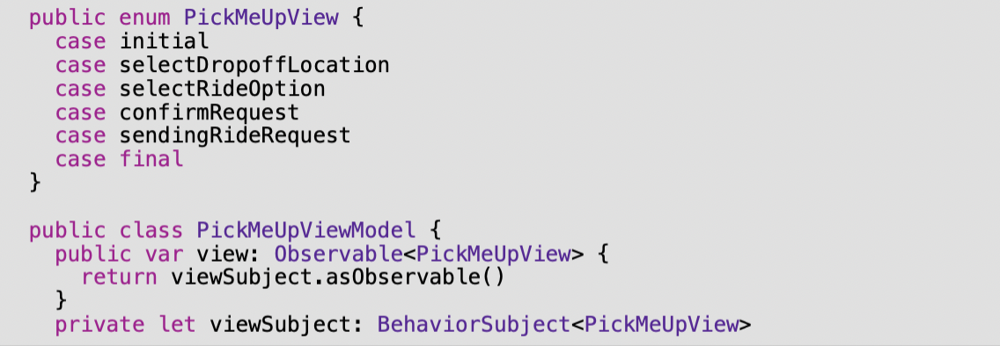 public enum PickMeUpView {
  case initial
  case selectDropoffLocation
  case selectRideOption
  case confirmRequest
  case sendingRideRequest
  case final
}

public class PickMeUpViewModel {
  public var view: Observable<PickMeUpView> {
    return viewSubject.asObservable()
  }
  private let viewSubject: BehaviorSubject<PickMeUpView>